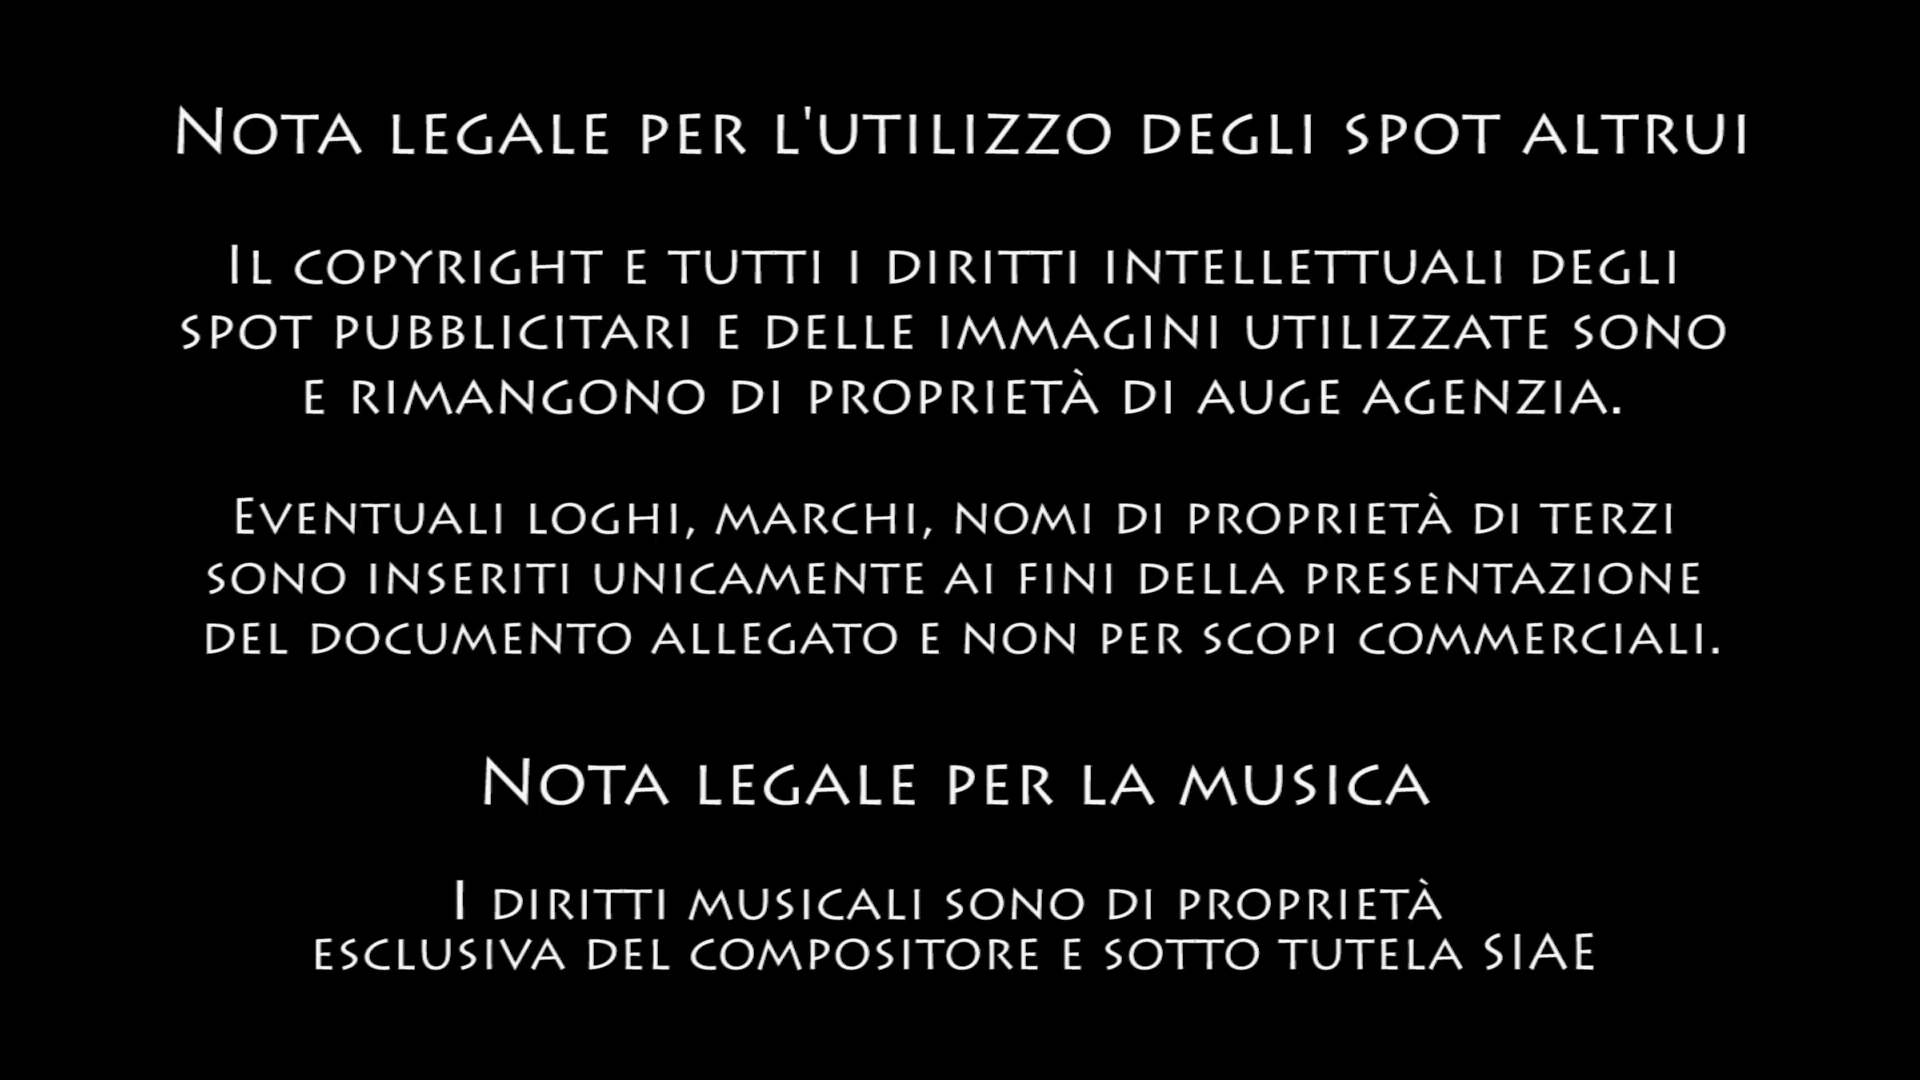 Nota legale per l'utilizzo degli spot altrui
Il copyright e tutti i diritti intellettuali degli
spot pubblicitari e delle immagini utilizzate sono
e rimangono di proprietà di auge agenzia.
Eventuali loghi, marchi, nomi di proprietà di terzi
sono inseriti unicamente ai fini della presentazione
del documento allegato e non per scopi commerciali.
Nota legale per la musica
I diritti musicali sono di proprietà
esclusiva del compositore e sotto tutela SIAE